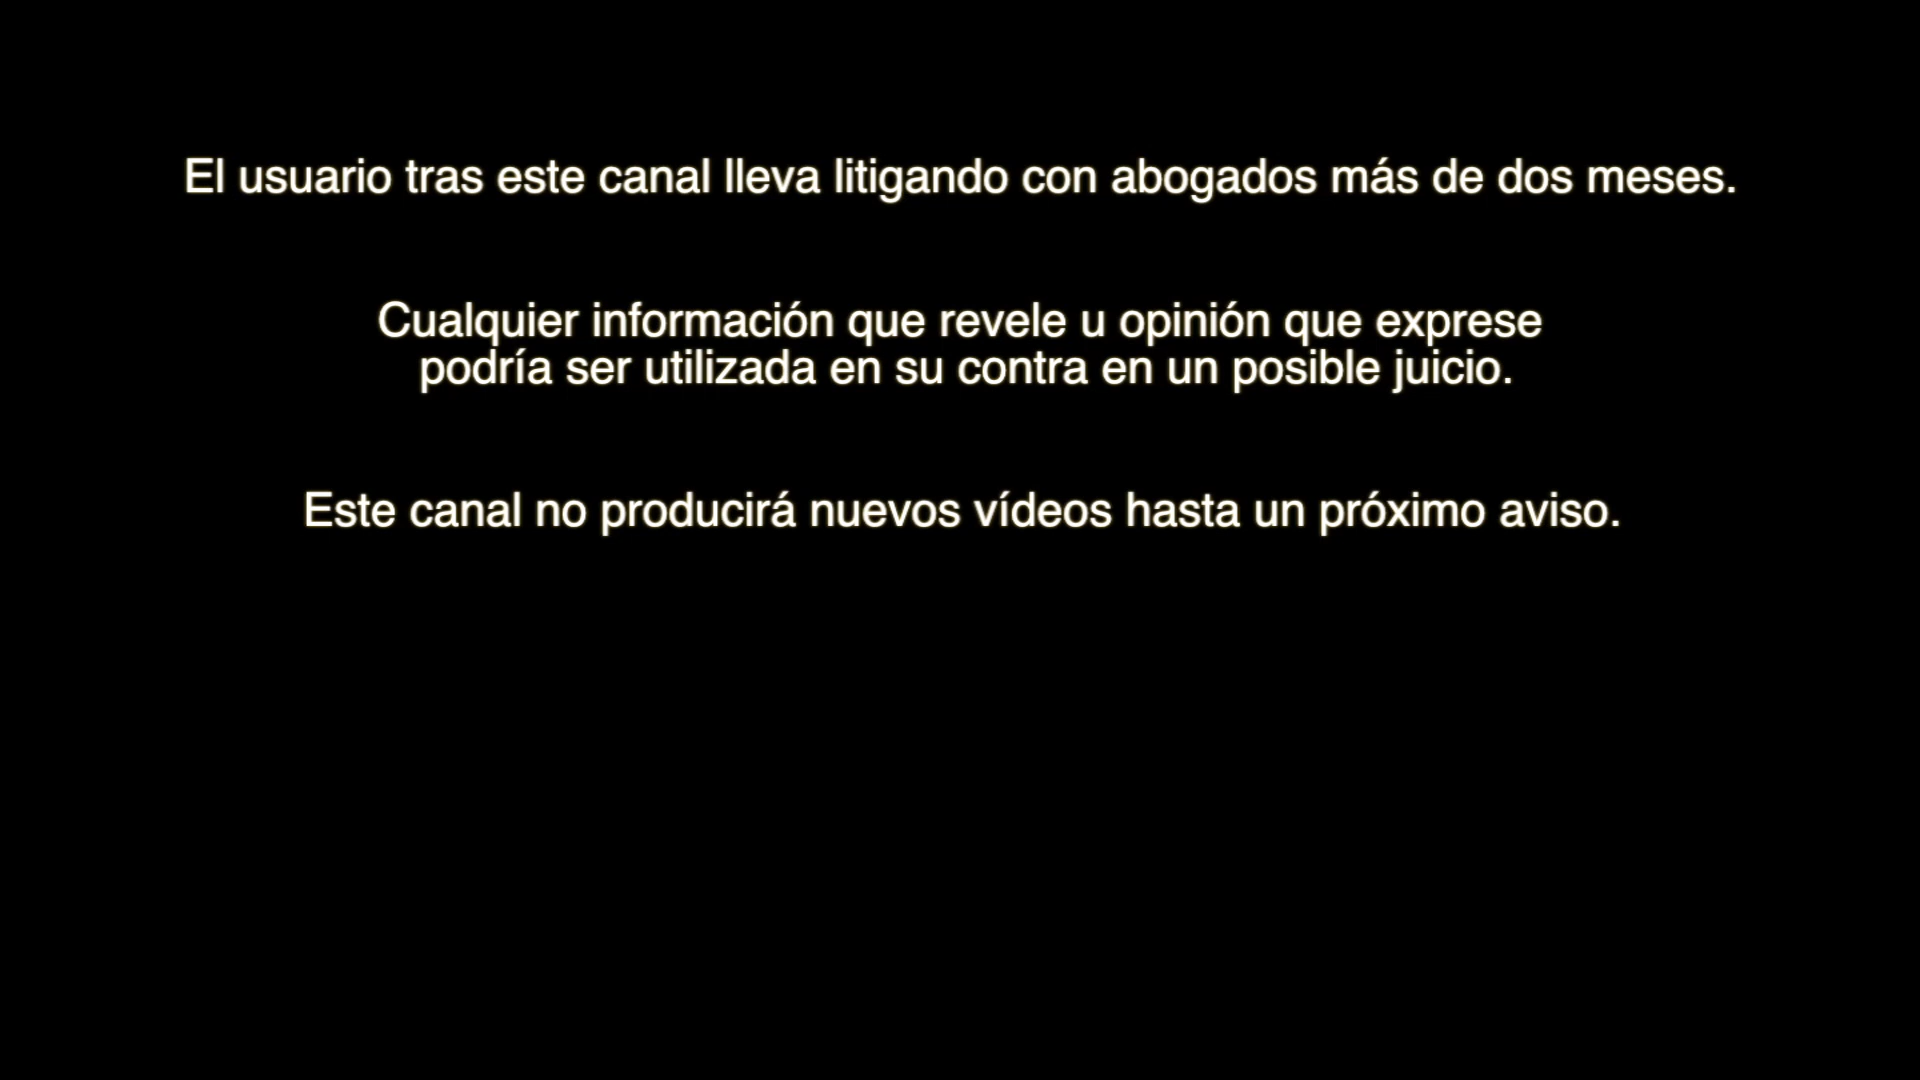 El usuario tras este canal lleva litigando con abogados más de dos meses.
Cualquier información que revele u opinión que exprese
podría ser utilizada en su contra en un posible juicio.
Este canal no producirá nuevos vídeos hasta un próximo aviso.